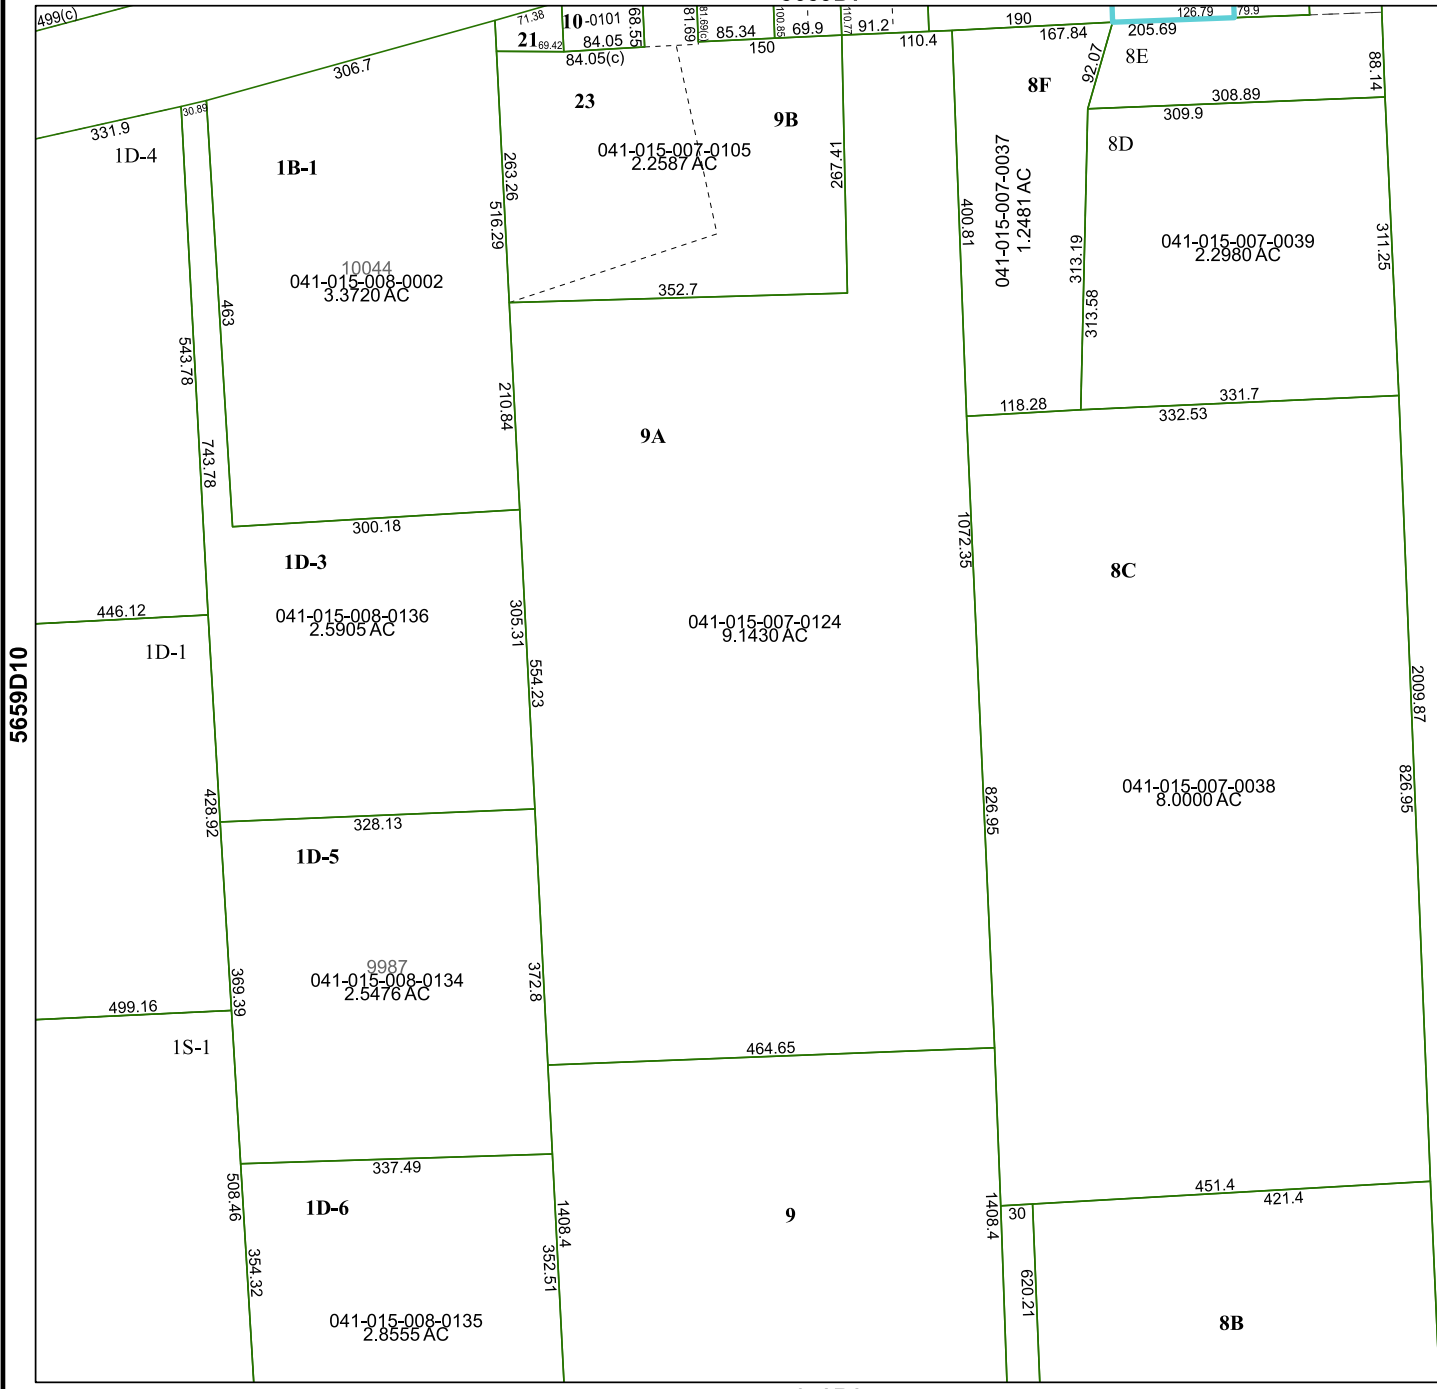 499(c)
71.38
10-0101
68.55
81.69
81.69(c)
100.85
110.77
190
126.79
79.9
21
69.42
84.05
84.05(c)
85.34
69.9
91.2
150
110.4
167.84
205.69
306.7
92.07
8E
88.14
8F
30.89
23
9B
308.89
309.9
331.9
1D-4
8D
1B-1
263.26
041-015-007-0105
2.2587 AC
267.41
041-015-007-0037
1.2481 AC
516.29
400.81
313.19
041-015-007-0039
2.2980 AC
311.25
10044
041-015-008-0002
3.3720 AC
352.7
463
313.58
543.78
210.84
118.28
331.7
332.53
9A
743.78
300.18
1072.35
1D-3
8C
446.12
041-015-008-0136
2.5905 AC
305.31
041-015-007-0124
9.1430 AC
1D-1
5659D10
554.23
2009.87
428.92
328.13
826.95
041-015-007-0038
8.0000 AC
826.95
1D-5
9987
041-015-008-0134
2.5476 AC
369.39
372.8
499.16
1S-1
464.65
337.49
508.46
1D-6
1408.4
9
1408.4
451.4
421.4
30
354.32
352.51
620.21
041-015-008-0135
2.8555 AC
8B